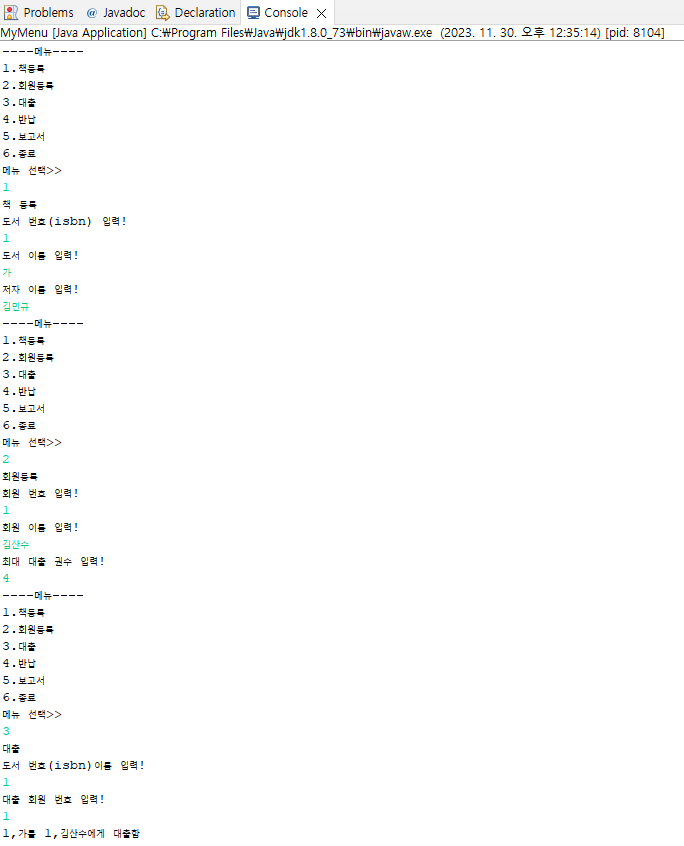 Problems @ Javadoc Declaration Console
MyMenu [Java Application] C:₩Program Files₩Java₩jdk1.8.0_73₩bin₩javaw.exe (2023. 11. 30. 오후 12:35:14) [pid: 8104]
----메뉴----
1.책등록
2.회원등록
3.대출
4.반납
5.보고서
6.종료
메뉴 선택>>
1
책 등록
도서 번호(isbn) 입력!
1
도서 이름 입력!
가
저자 이름 입력!
김민규
----메뉴----
1.책등록
2.회원등록
3.대출
4.반납
5.보고서
6.종료
메뉴 선택>>
2
회원등록
회원 번호 입력!
1
회원 이름 입력!
김산수
최대 대출 권수 입력!
4
----메뉴----
1.책등록
2.회원등록
3.대출
4.반납
5.보고서
6.종료
메뉴 선택>>
3
대출
도서 번호(isbn)이름 입력!
1
대출 회원 번호 입력!
1
1,가를 1,김산수에게 대출함